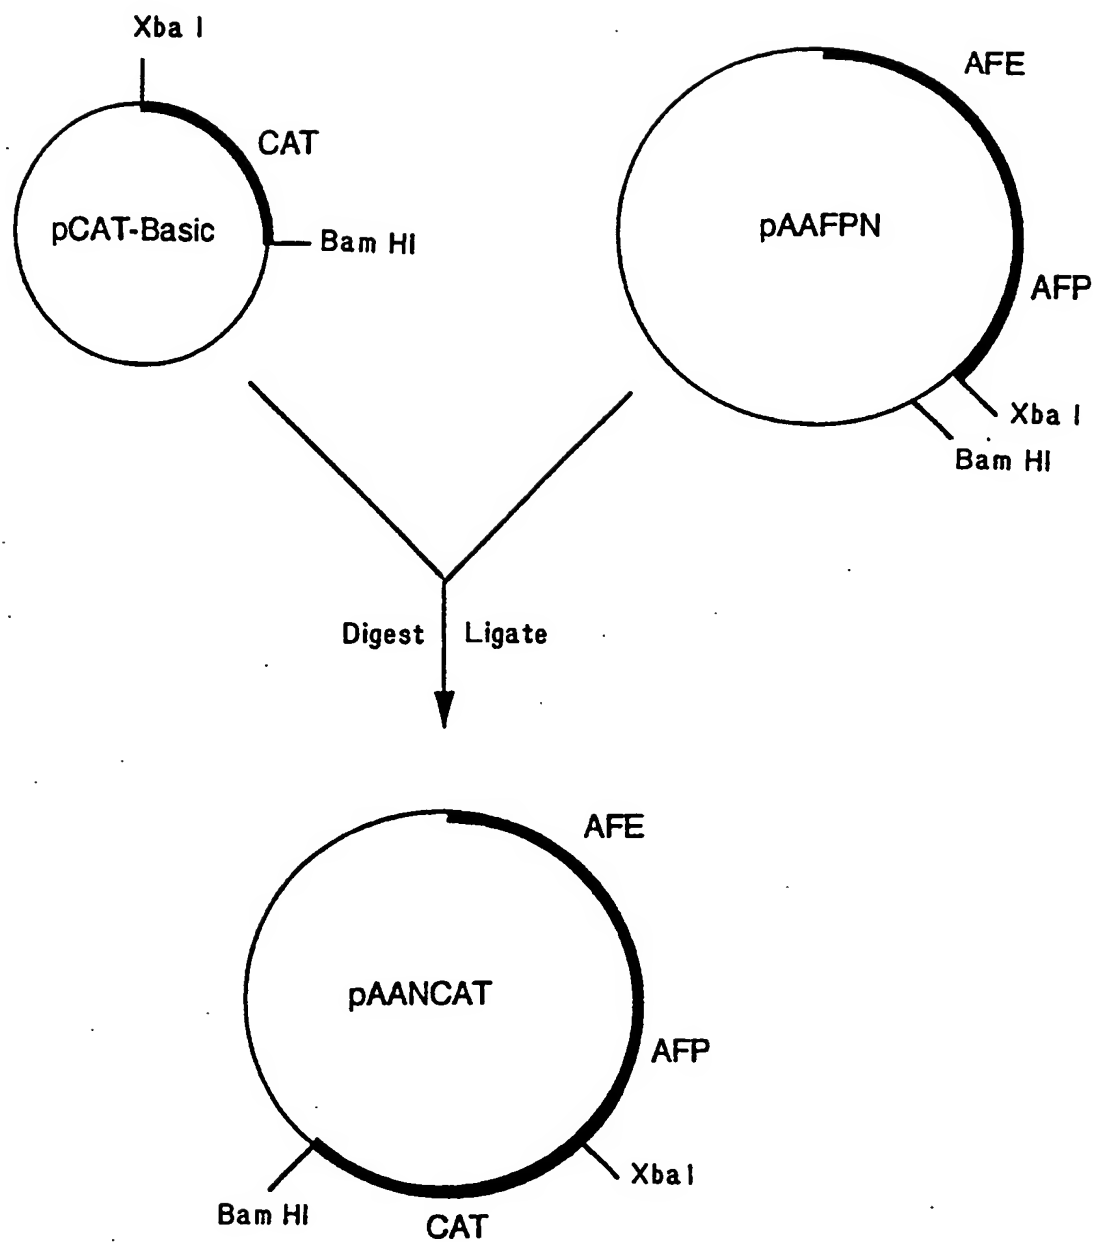 Xba I
CAT
pCAT-Basic
Bam HI
AFE
pAAFPN
AFP
Xba I
Bam HI
Digest
Ligate
AFE
pAANCAT
AFP
Xba I
Bam HI
CAT